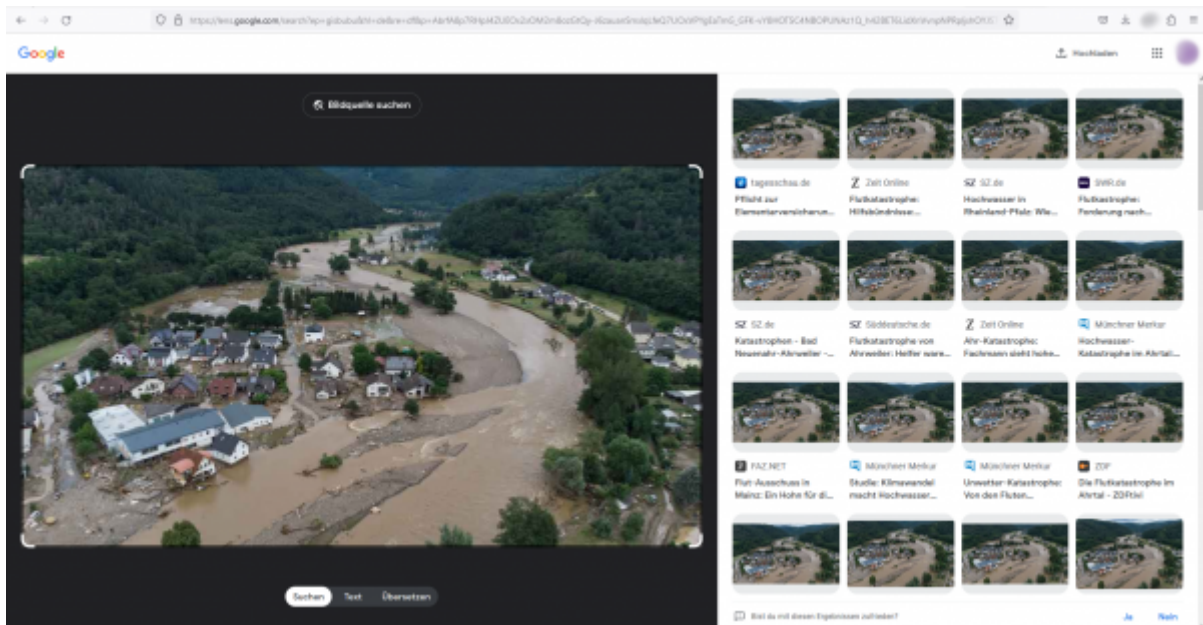 Google
Hochladen
Bildquelle suchen
tagesschau.de
Pflicht zur
Elementarversicherun...
Zeit Online
Flutkatastrophe:
Hilfsbündnisse:...
SZ.de
Hochwasser in
Rheinland-Pfalz: Wie...
SWR.de
Flutkatastrophe:
Forderung nach...
SZ.de
Katastrophen - Bad
Neuenahr-Ahrweiler -...
Süddeutsche.de
Flutkatastrophe von
Ahrweiler: Helfer ware...
Zeit Online
Ahr-Katastrophe:
Fachmann sieht hohe...
Münchner Merkur
Hochwasser-
Katastrophe im Ahrtal:...
FAZ.NET
Flut-Ausschuss in
Mainz: Ein Hohn für di...
Münchner Merkur
Studie: Klimawandel
macht Hochwasser...
Münchner Merkur
Unwetter-Katastrophe:
Von den Fluten...
ZDF
Die Flutkatastrophe im
Ahrtal - ZDFtivi
Suchen Text Übersetzen
Bist du mit diesen Ergebnissen zufrieden?
Ja Nein